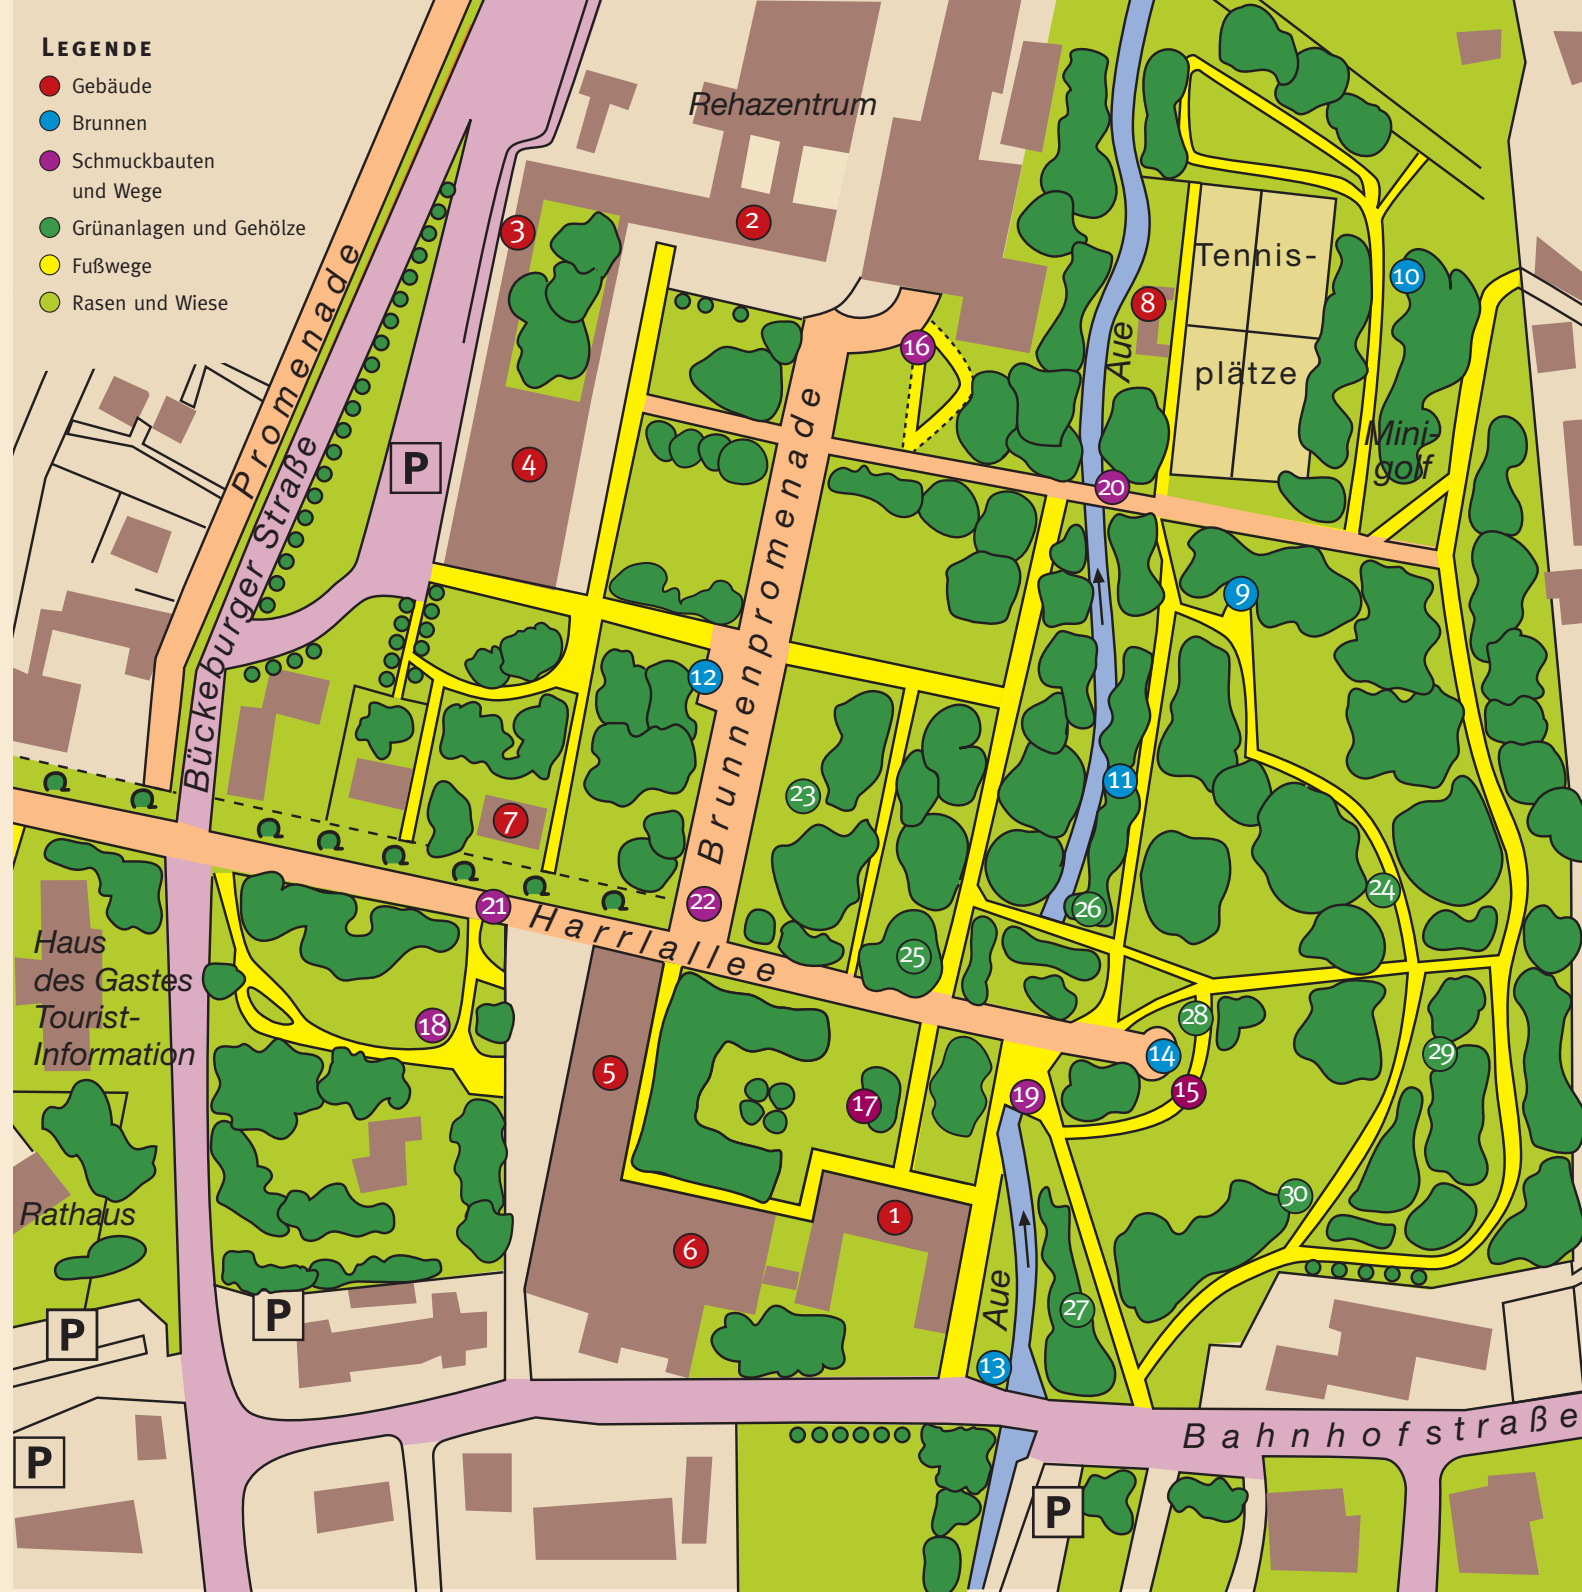 LEGENDE
Gebäude
Brunnen
Schmuckbauten
und Wege
Grünanlagen und Gehölze
Fußwege
Rasen und Wiese
Rehazentrum
2
3
Promenade
Tennis-
10
8
Aue
16
plätze
Brunnenpromenade
Mini-
golf
P
4
20
Bückeburger Straße
9
12
11
23
7
24
22
21
26
Harrlallee
Haus
des Gastes
Tourist-
Information
25
18
28
14
29
5
15
19
17
Rathaus
30
1
6
Aue
27
P
P
13
Bahnhofstraße
P
P